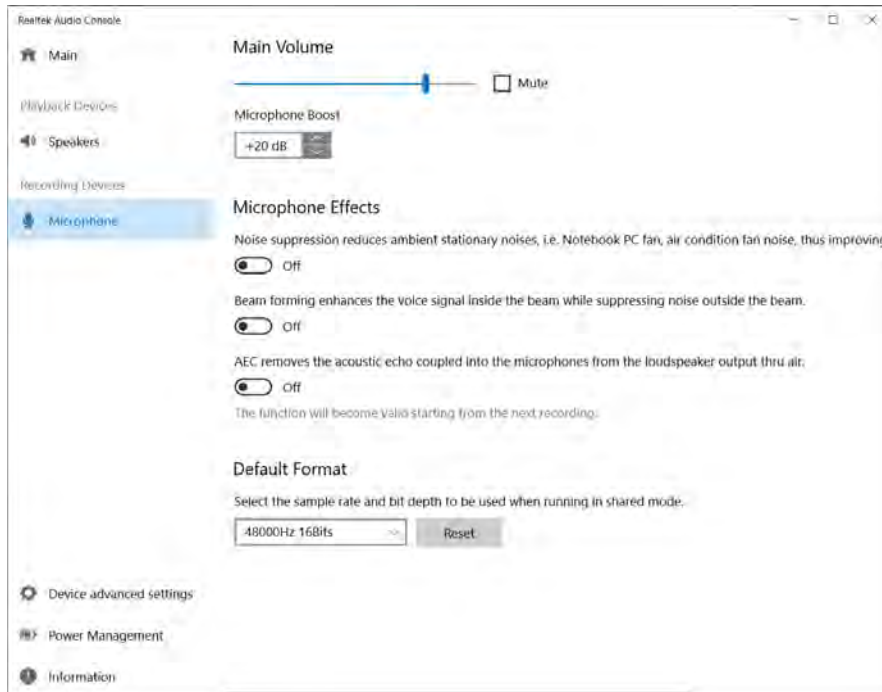 Realtek Audio Console
Main
Playback Devices
Speakers
Recording Devices
Microphone
Device advanced settings
Power Management
Information
Main Volume
Mute
Microphone Boost
+20 dB
Microphone Effects
Noise suppression reduces ambient stationary noises, i.e. Notebook PC fan, air condition fan noise, thus improving
Off
Beam forming enhances the voice signal inside the beam while suppressing noise outside the beam.
Off
AEC removes the acoustic echo coupled into the microphones from the loudspeaker output thru air.
Off
The function will become valid starting from the next recording.
Default Format
Select the sample rate and bit depth to be used when running in shared mode.
48000Hz 16Bits
Reset